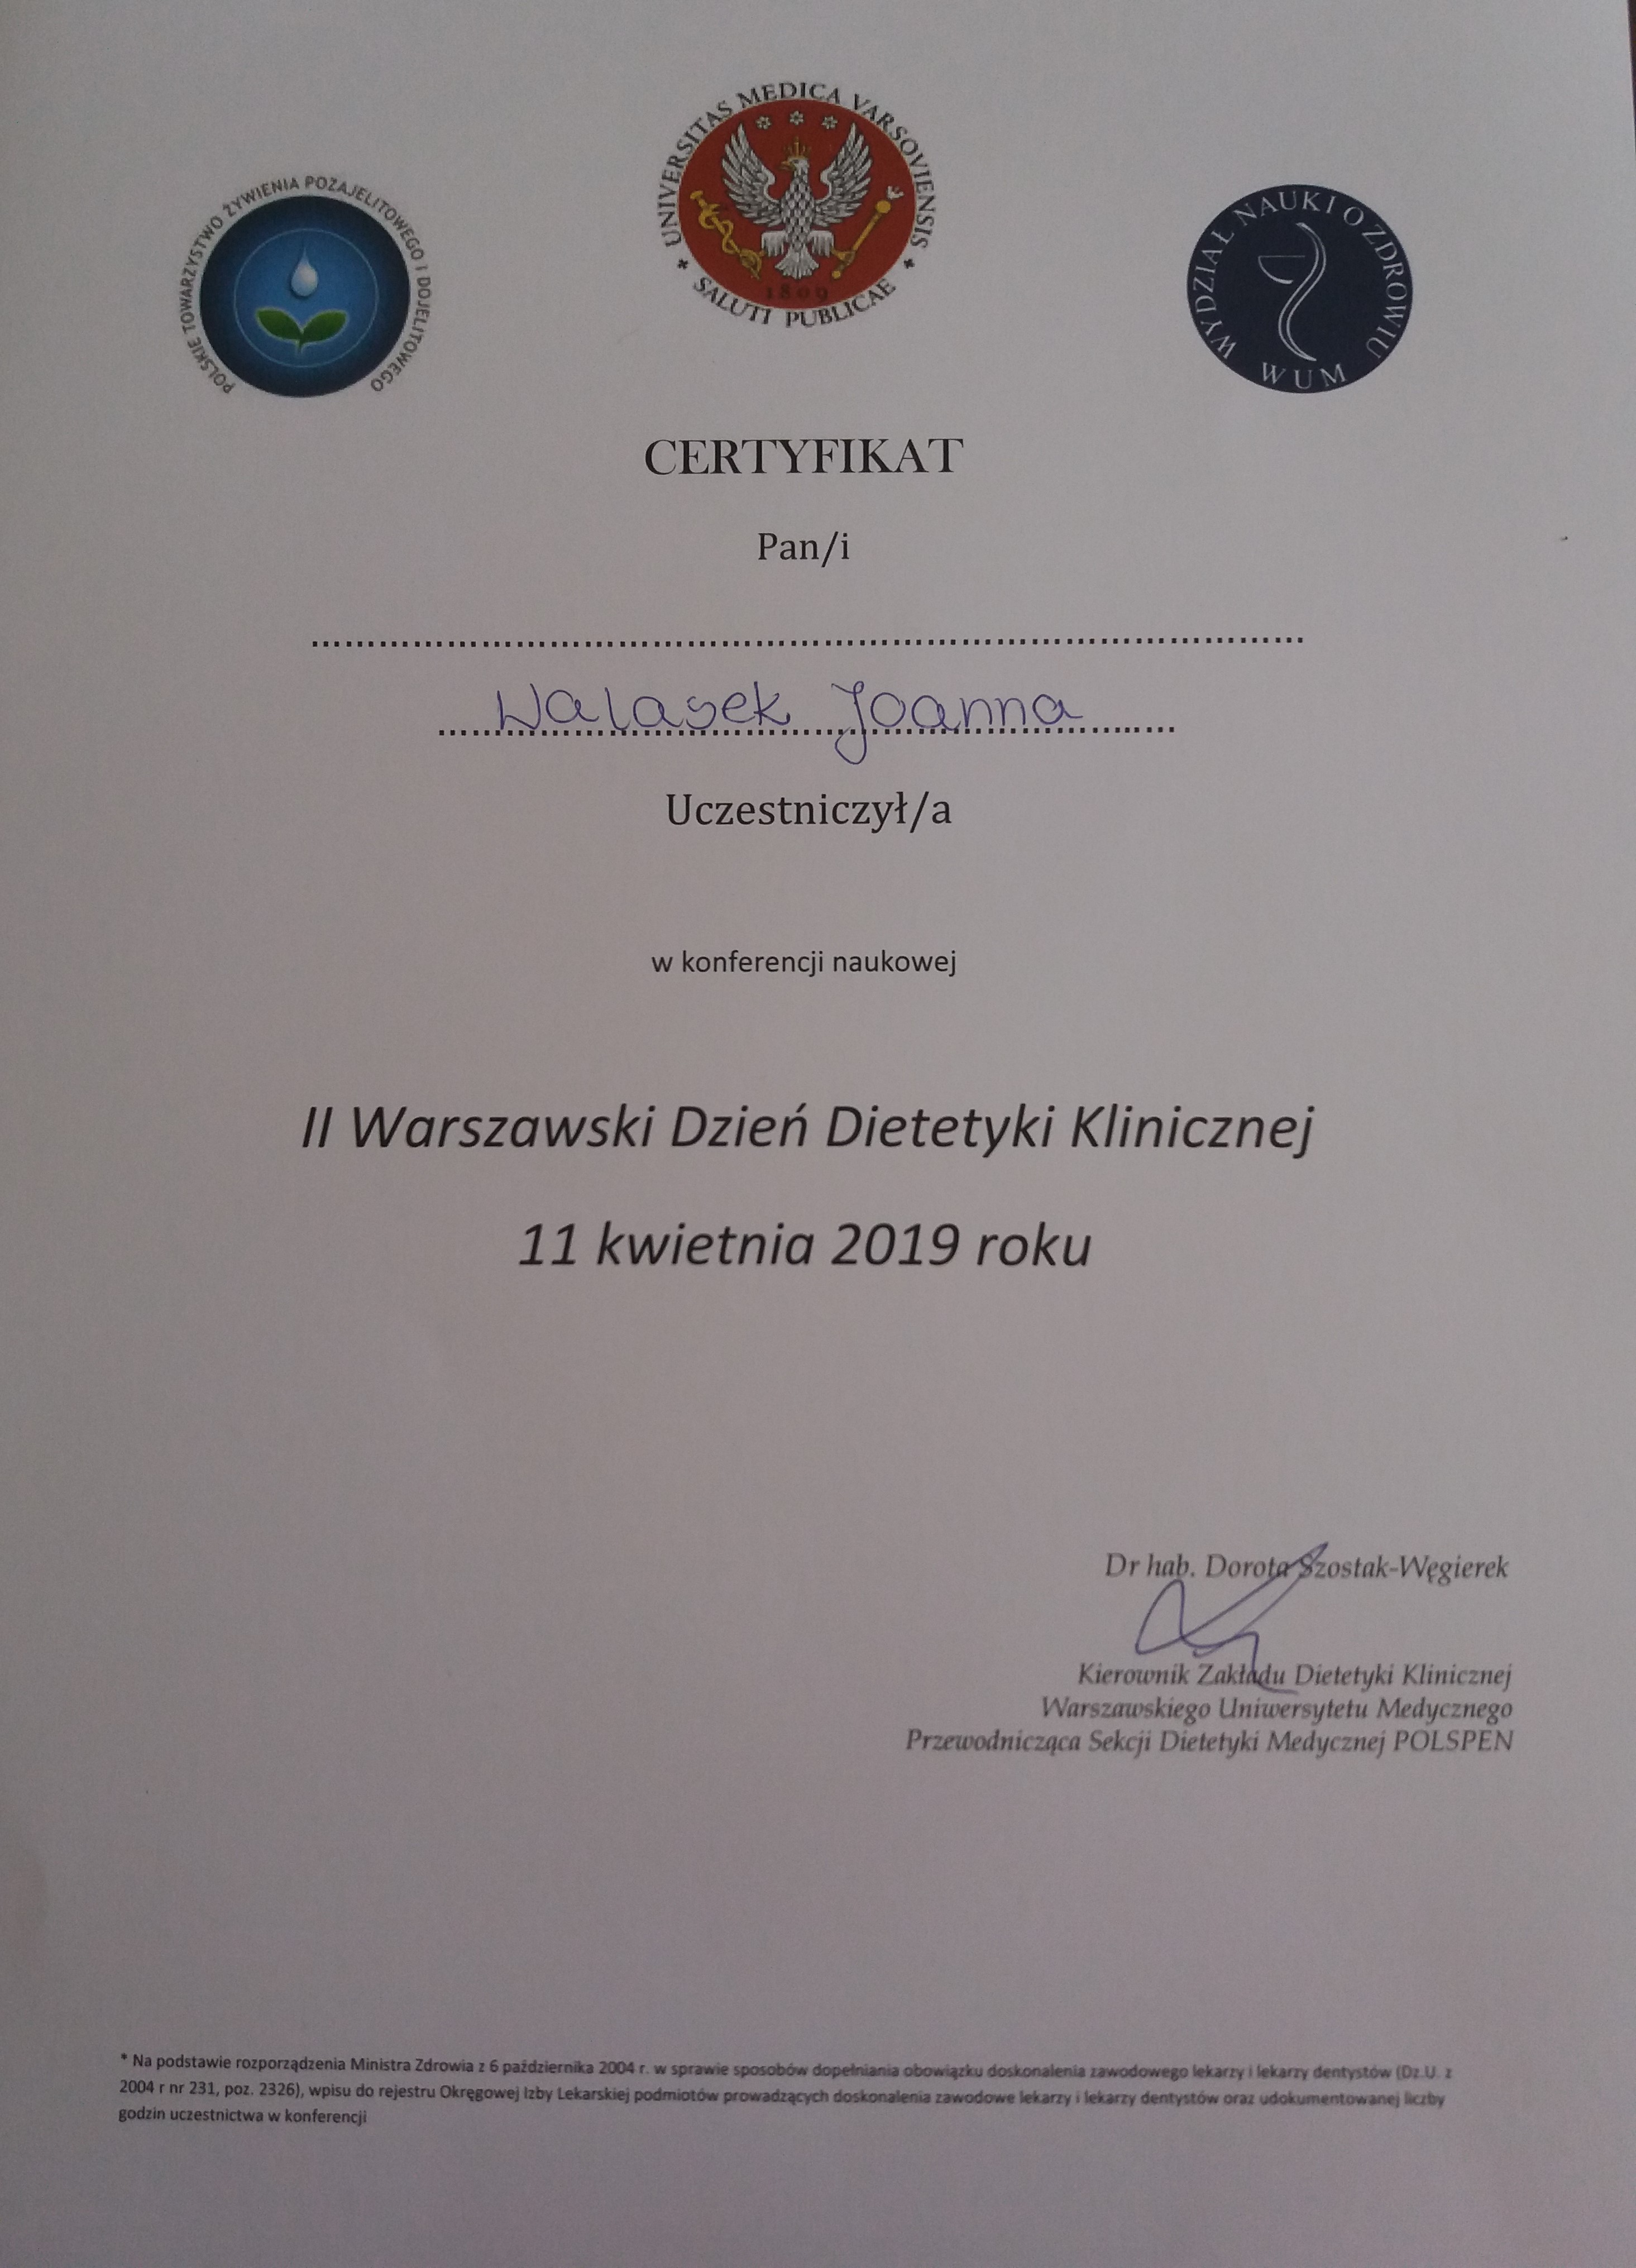 UNIVERSITAS MEDICA VARSOVIENSIS
1809
SALUTI PUBLICAE
POLSKIE TOWARZYSTWO ŻYWIENIA POZAJELITOWEGO I DOJELITOWEGO
WYDZIAŁ NAUKI O ZDROWIU
WUM
CERTYFIKAT
Pan/i
Walasek Joanna
Uczestniczył/a
w konferencji naukowej
II Warszawski Dzień Dietetyki Klinicznej
11 kwietnia 2019 roku
Dr hab. Dorota Szostak-Węgierek
Kierownik Zakładu Dietetyki Klinicznej
Warszawskiego Uniwersytetu Medycznego
Przewodnicząca Sekcji Dietetyki Medycznej POLSPEN
* Na podstawie rozporządzenia Ministra Zdrowia z 6 października 2004 r. w sprawie sposobów dopełniania obowiązku doskonalenia zawodowego lekarzy i lekarzy dentystów (Dz.U. z
2004 r nr 231, poz. 2326), wpisu do rejestru Okręgowej Izby Lekarskiej podmiotów prowadzących doskonalenia zawodowe lekarzy i lekarzy dentystów oraz udokumentowanej liczby
godzin uczestnictwa w konferencji